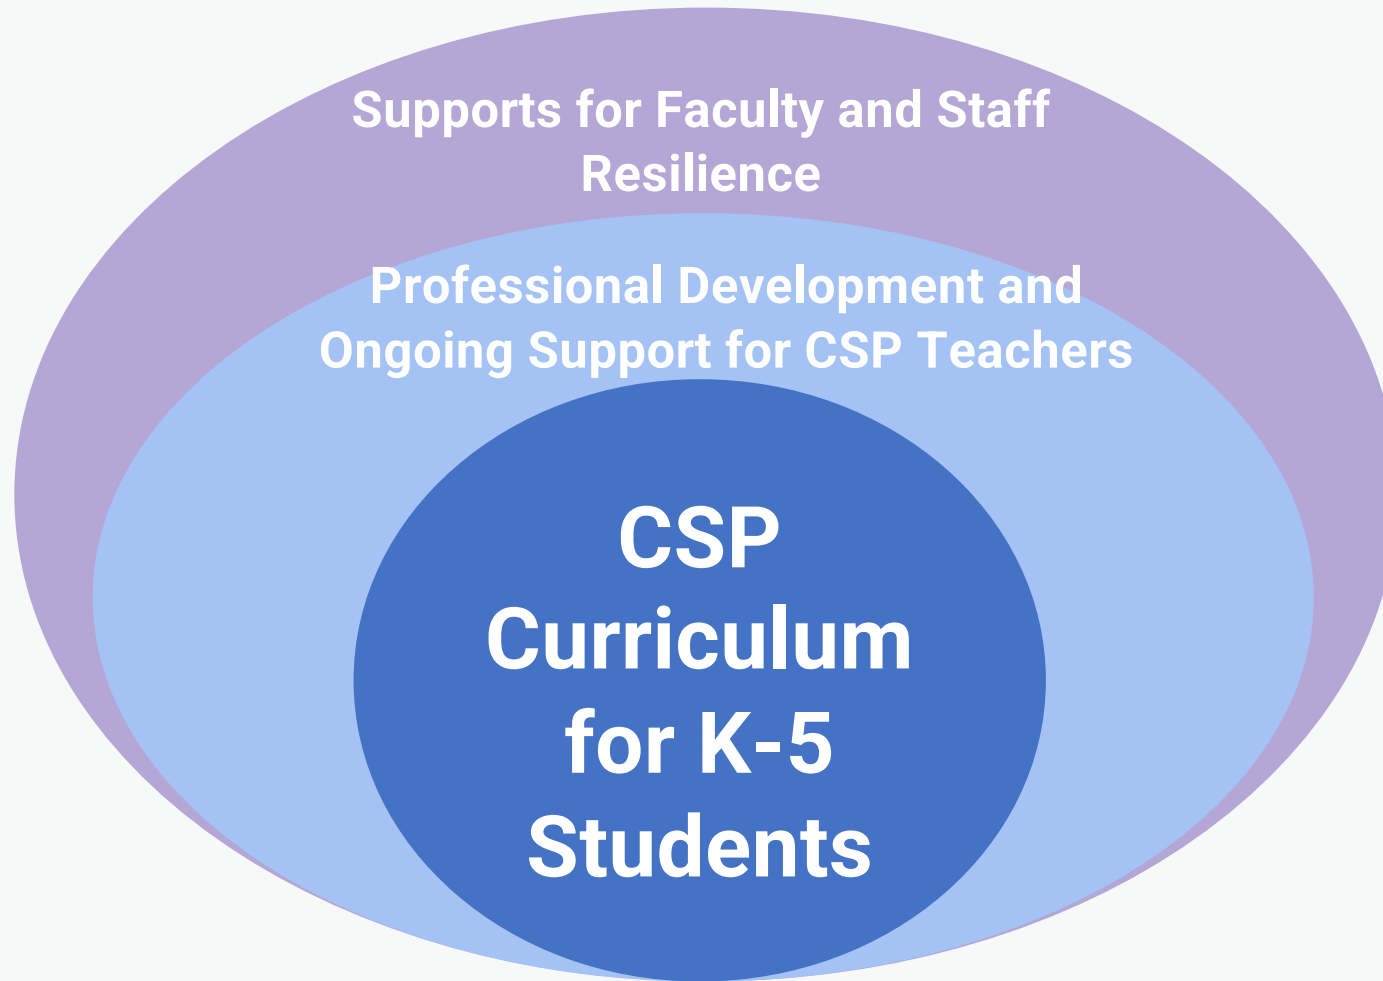 Supports for Faculty and Staff
Resilience
Professional Development and
Ongoing Support for CSP Teachers
CSP
Curriculum
for K-5
Students